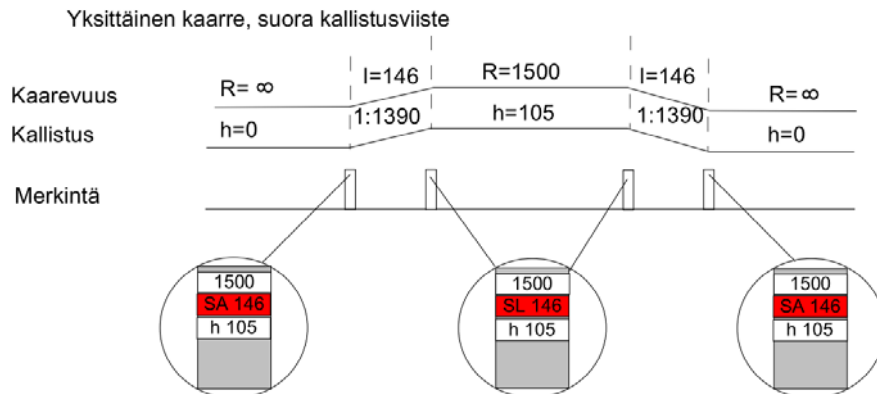 Yksittäinen kaarre, suora kallistusviiste
Kaarevuus
R= ∞
l=146
R=1500
l=146
R= ∞
Kallistus
h=0
1:1390
h=105
1:1390
h=0
Merkintä
1500
SA 146
h 105
1500
SL 146
h 105
1500
SA 146
h 105